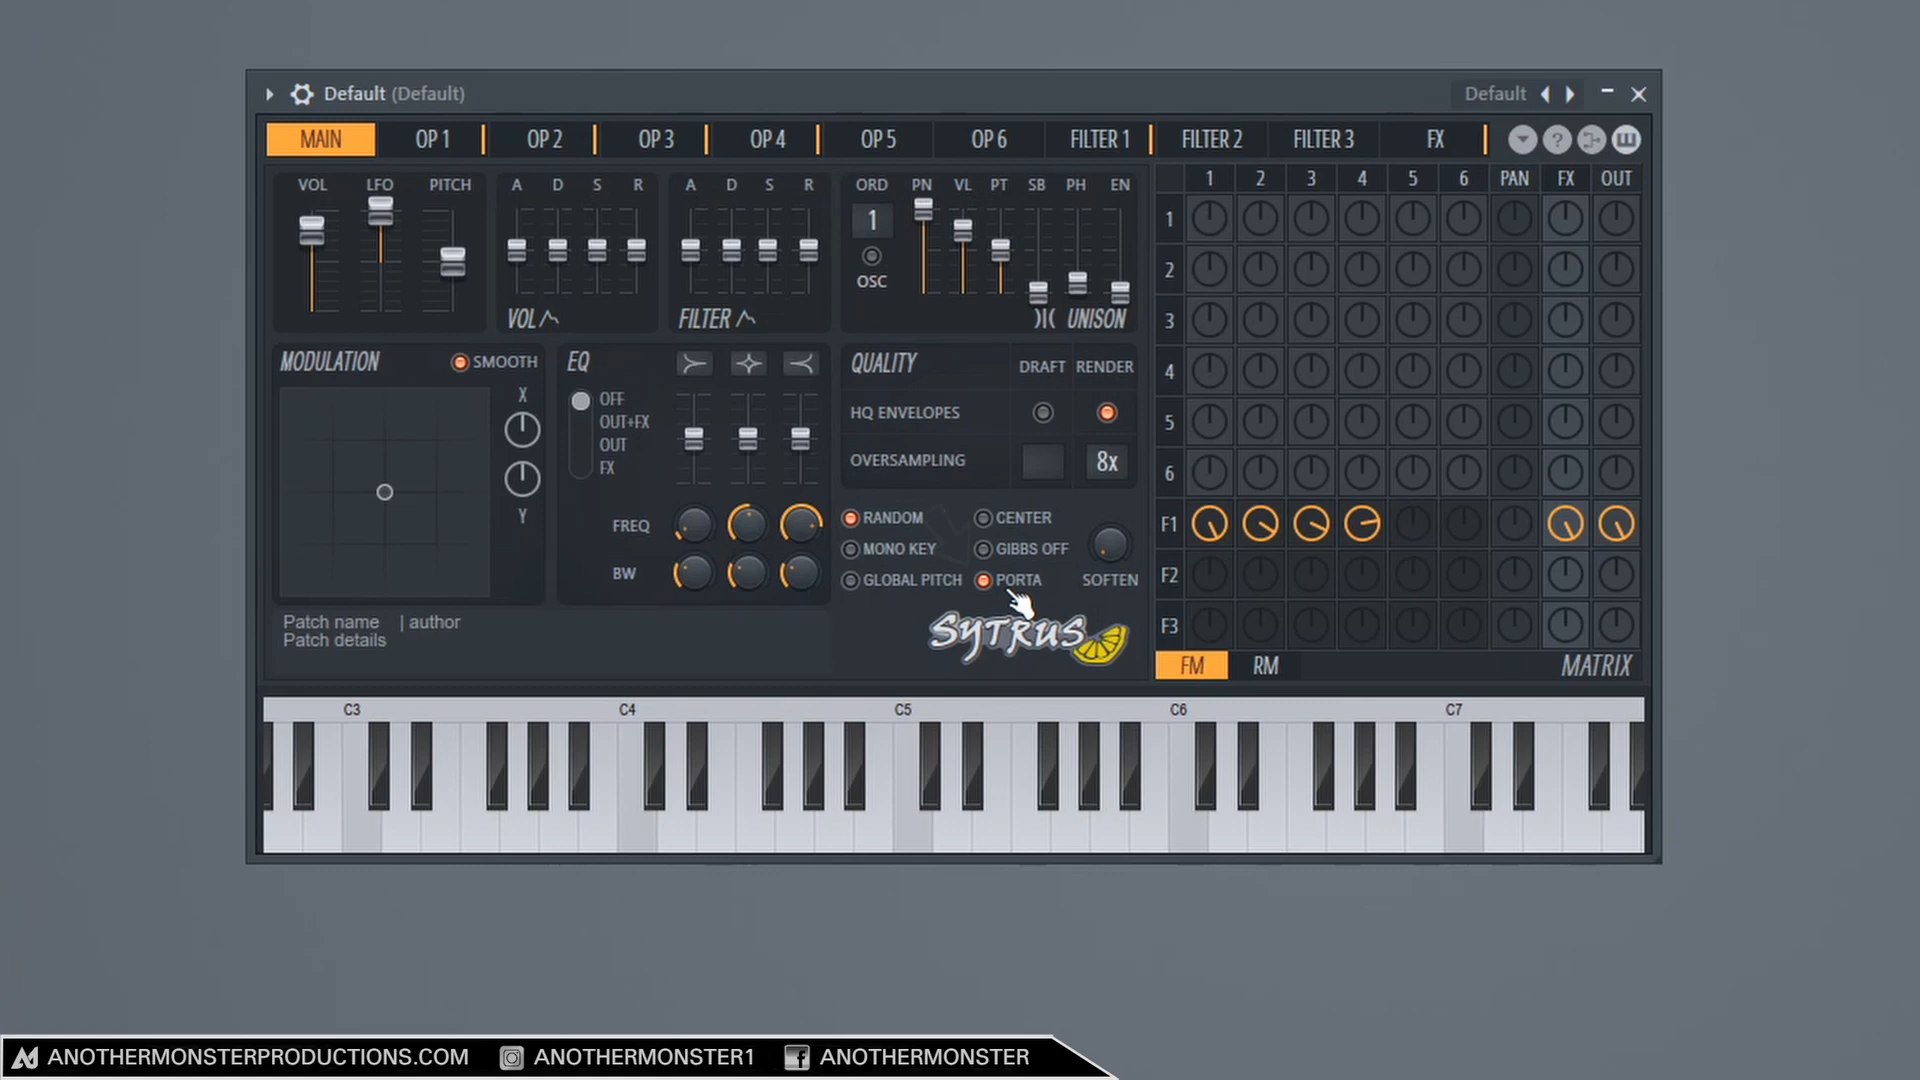 Default (Default)
Default
MAIN OP 1 OP 2 OP 3 OP 4 OP 5 OP 6 FILTER 1 FILTER 2 FILTER 3 FX ?
VOL LFO PITCH
A D S R
VOL
A D S R
FILTER
ORD PN VL PT SB PH EN
1
OSC
UNISON
MODULATION SMOOTH
X
Y
EQ
OFF
OUT+FX
OUT
FX
FREQ
BW
QUALITY DRAFT RENDER
HQ ENVELOPES
OVERSAMPLING 8x
RANDOM CENTER
MONO KEY GIBBS OFF
GLOBAL PITCH PORTA SOFTEN
SYTRUS
Patch name | author
Patch details
1 2 3 4 5 6 PAN FX OUT
1
2
3
4
5
6
F1
F2
F3
FM RM MATRIX
C3 C4 C5 C6 C7
ANOTHERMONSTERPRODUCTIONS.COM ANOTHERMONSTER1 ANOTHERMONSTER